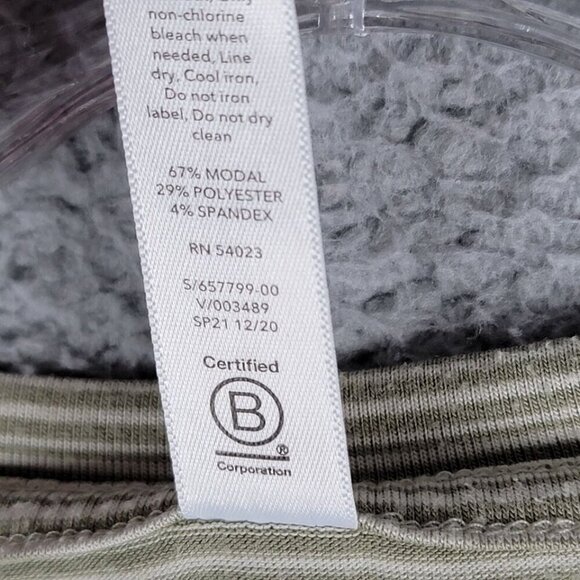 non-chlorine
bleach when
needed, Line
dry, Cool iron,
Do not iron
label, Do not dry
clean
67% MODAL
29% POLYESTER
4% SPANDEX
RN 54023
S/657799-00
V/003489
SP21 12/20
Certified
B
®
Corporation